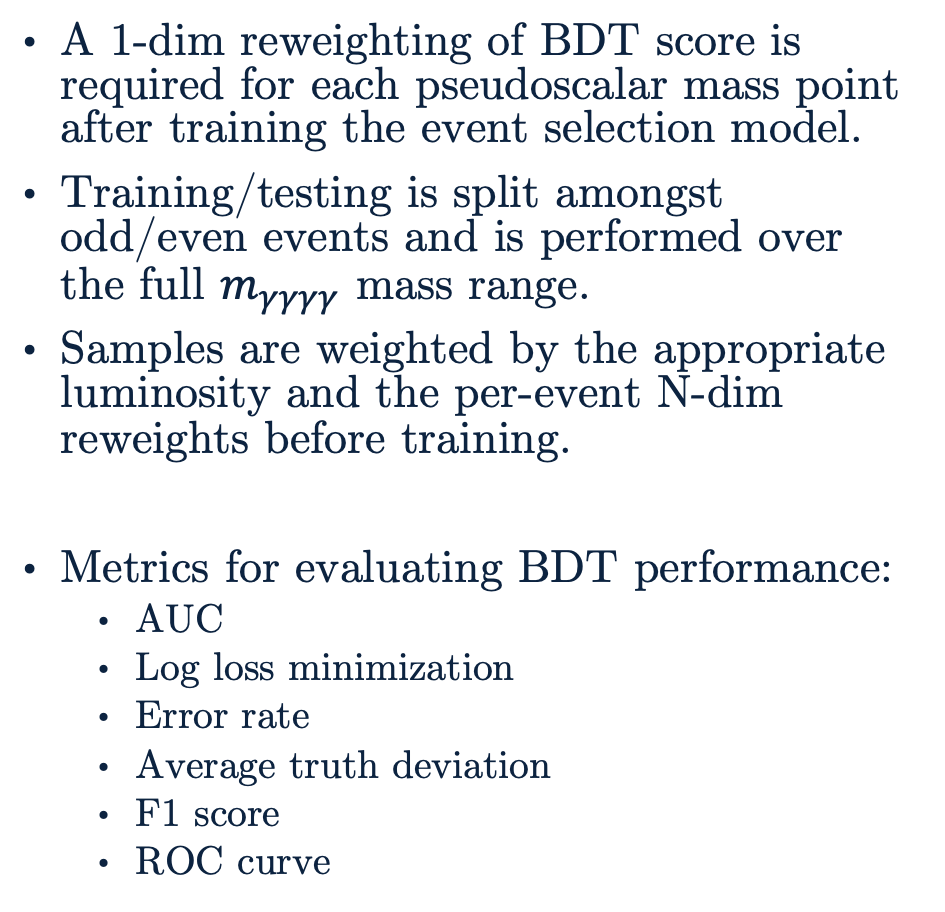 • A 1-dim reweighting of BDT score is
required for each pseudoscalar mass point
after training the event selection model.
• Training/testing is split amongst
odd/even events and is performed over
the full m_γγγγ mass range.
• Samples are weighted by the appropriate
luminosity and the per-event N-dim
reweights before training.
• Metrics for evaluating BDT performance:
• AUC
• Log loss minimization
• Error rate
• Average truth deviation
• F1 score
• ROC curve